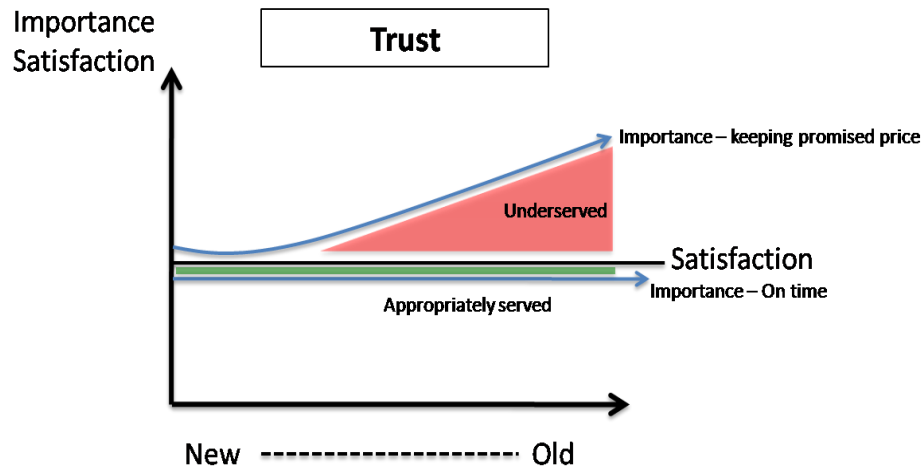 Importance
Satisfaction
Trust
Importance – keeping promised price
Underserved
Satisfaction
Importance – On time
Appropriately served
New
Old